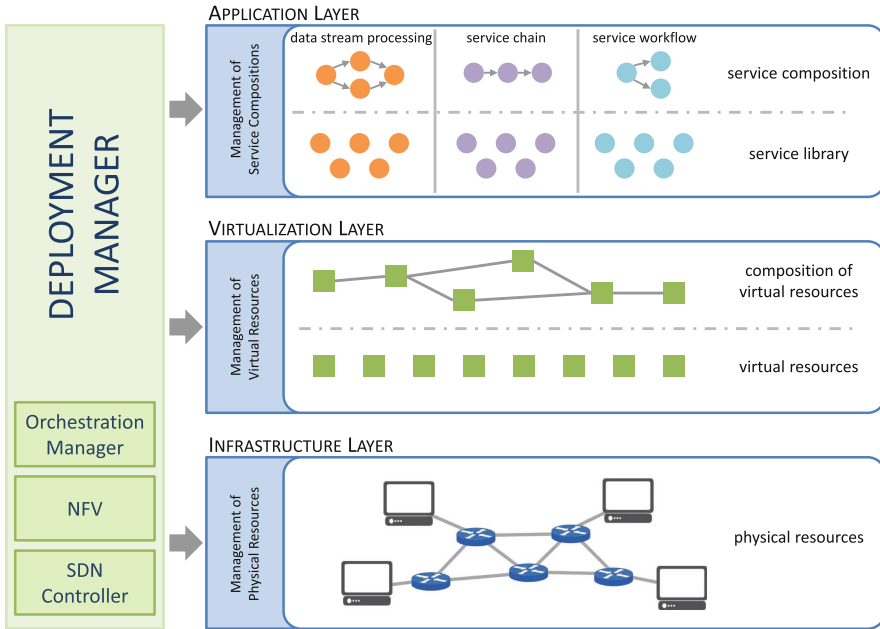 DEPLOYMENT
MANAGER
Orchestration
Manager
NFV
SDN
Controller
APPLICATION LAYER
Management of
Service Compositions
data stream processing
service chain
service workflow
service composition
service library
VIRTUALIZATION LAYER
Management of
Virtual Resources
composition of
virtual resources
virtual resources
INFRASTRUCTURE LAYER
Management of
Physical Resources
physical resources